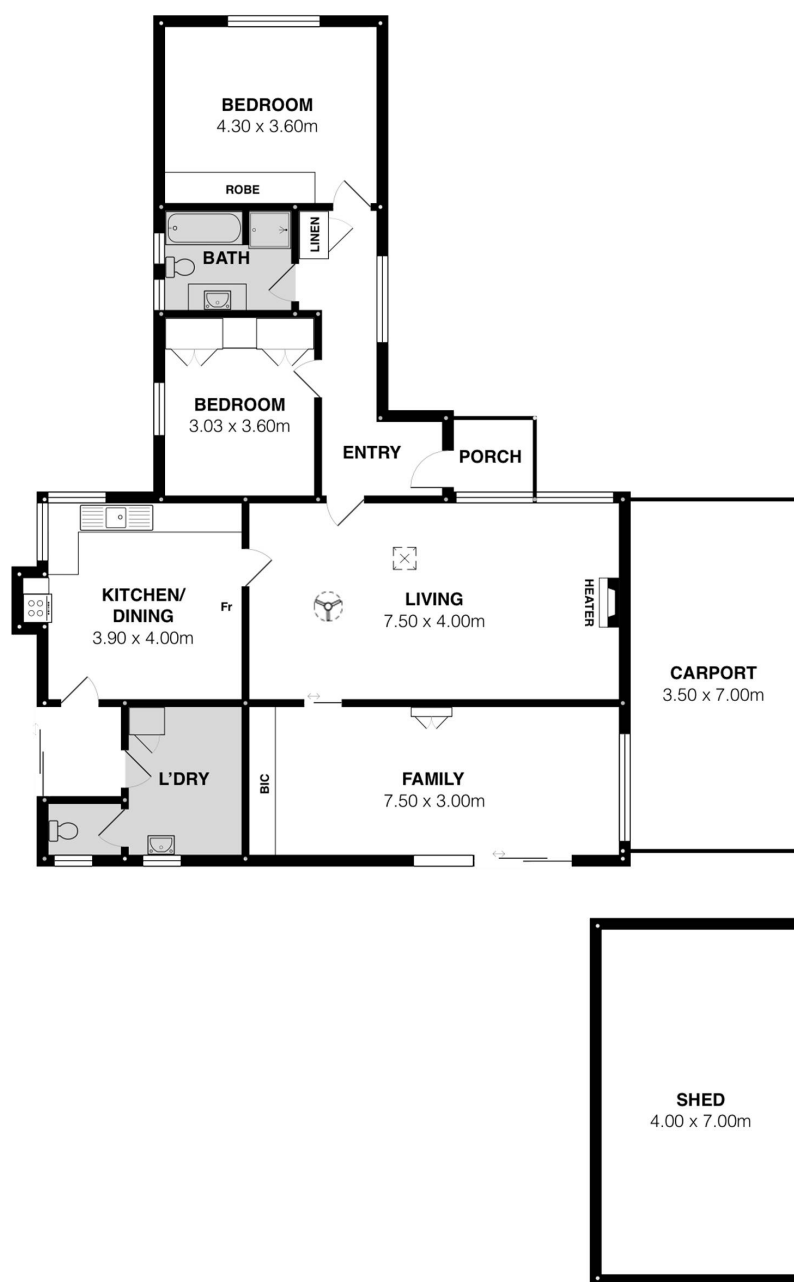 BEDROOM
4.30 x 3.60m
ROBE
LINEN
BATH
BEDROOM
3.03 x 3.60m
ENTRY
PORCH
KITCHEN/
DINING
3.90 x 4.00m
Fr
LIVING
7.50 x 4.00m
HEATER
CARPORT
3.50 x 7.00m
L'DRY
BIC
FAMILY
7.50 x 3.00m
SHED
4.00 x 7.00m